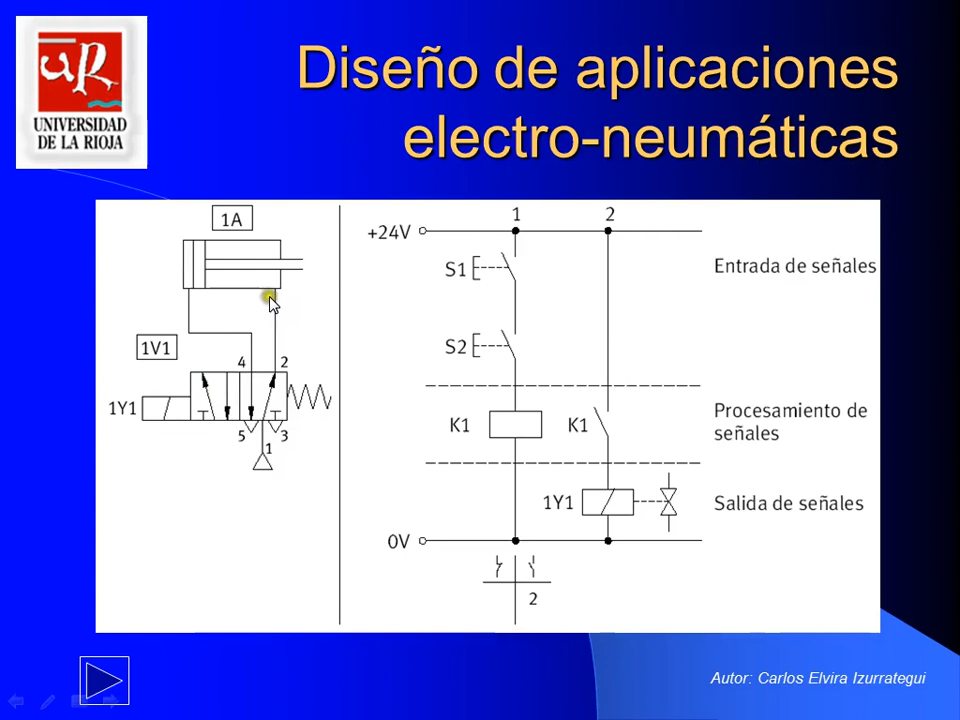 UR
UNIVERSIDAD
DE LA RIOJA
Diseño de aplicaciones
electro-neumáticas
1A
1V1
4
2
1Y1
5
3
1
1
2
+24V
S1
Entrada de señales
S2
K1
K1
Procesamiento de
señales
1Y1
Salida de señales
0V
2
Autor: Carlos Elvira Izurrategui